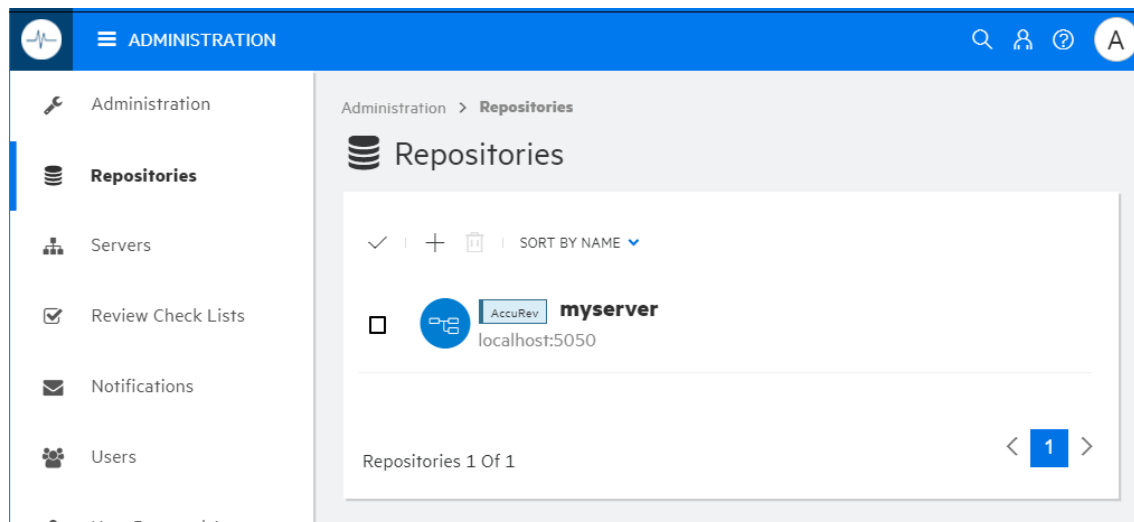 ADMINISTRATION
A
Administration
Repositories
Servers
Review Check Lists
Notifications
Users
Administration > Repositories
Repositories
SORT BY NAME
AccuRev myserver
localhost:5050
Repositories 1 Of 1
< 1 >